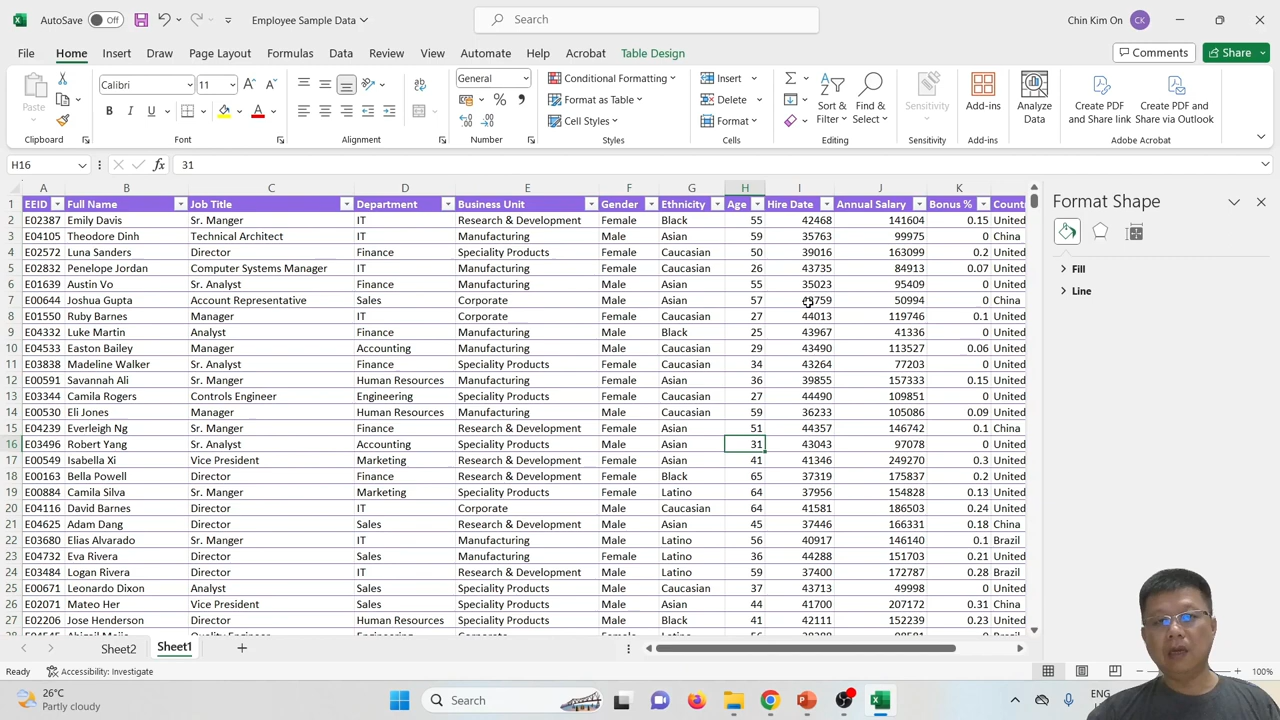 AutoSave Off Employee Sample Data Search Chin Kim On CK
File Home Insert Draw Page Layout Formulas Data Review View Automate Help Acrobat Table Design Comments Share
Paste Calibri 11 General Conditional Formatting Insert Sort & Filter Find & Select Sensitivity Add-ins Analyze Data Create PDF and Share link Create PDF and Share via Outlook
B I U A % Format as Table Delete
Cell Styles Format
Clipboard Font Alignment Number Styles Cells Editing Sensitivity Add-ins Adobe Acrobat
H16 fx 31
A B C D E F G H I J K
1 EEID Full Name Job Title Department Business Unit Gender Ethnicity Age Hire Date Annual Salary Bonus % Count
2 E02387 Emily Davis Sr. Manger IT Research & Development Female Black 55 42468 141604 0.15 United
3 E04105 Theodore Dinh Technical Architect IT Manufacturing Male Asian 59 35763 99975 0 China
4 E02572 Luna Sanders Director Finance Speciality Products Female Caucasian 50 39016 163099 0.2 United
5 E02832 Penelope Jordan Computer Systems Manager IT Manufacturing Female Caucasian 26 43735 84913 0.07 United
6 E01639 Austin Vo Sr. Analyst Finance Manufacturing Male Asian 55 35023 95409 0 United
7 E00644 Joshua Gupta Account Representative Sales Corporate Male Asian 57 50994 0 China
8 E01550 Ruby Barnes Manager IT Corporate Female Caucasian 27 44013 119746 0.1 United
9 E04332 Luke Martin Analyst Finance Manufacturing Male Black 25 43967 41336 0 United
10 E04533 Easton Bailey Manager Accounting Manufacturing Male Caucasian 29 43490 113527 0.06 United
11 E03838 Madeline Walker Sr. Analyst Finance Speciality Products Female Caucasian 34 43264 77203 0 United
12 E00591 Savannah Ali Sr. Manger Human Resources Manufacturing Female Asian 36 39855 157333 0.15 United
13 E03344 Camila Rogers Controls Engineer Engineering Speciality Products Female Caucasian 27 44490 109851 0 United
14 E00530 Eli Jones Manager Human Resources Manufacturing Male Caucasian 59 36233 105086 0.09 United
15 E04239 Everleigh Ng Sr. Manger Finance Research & Development Female Asian 51 44357 146742 0.1 China
16 E03496 Robert Yang Sr. Analyst Accounting Speciality Products Male Asian 31 43043 97078 0 United
17 E00549 Isabella Xi Vice President Marketing Research & Development Female Asian 41 41346 249270 0.3 United
18 E00163 Bella Powell Director Finance Research & Development Female Black 65 37319 175837 0.2 United
19 E00884 Camila Silva Sr. Manger Marketing Speciality Products Female Latino 64 37956 154828 0.13 United
20 E04116 David Barnes Director IT Corporate Male Caucasian 64 41581 186503 0.24 United
21 E04625 Adam Dang Director Sales Research & Development Male Asian 45 37446 166331 0.18 China
22 E03680 Elias Alvarado Sr. Manger IT Manufacturing Male Latino 56 40917 146140 0.1 Brazil
23 E04732 Eva Rivera Director Sales Manufacturing Female Latino 36 44288 151703 0.21 United
24 E03484 Logan Rivera Director IT Research & Development Male Latino 59 37400 172787 0.28 Brazil
25 E00671 Leonardo Dixon Analyst Sales Speciality Products Male Caucasian 37 43713 49998 0 United
26 E02071 Mateo Her Vice President Sales Speciality Products Male Asian 44 41700 207172 0.31 China
27 E02206 Jose Henderson Director Human Resources Speciality Products Male Black 41 42111 152239 0.23 United
Format Shape
Fill
Line
Sheet2 Sheet1
Ready Accessibility: Investigate 100%
26°C
Partly cloudy
Search
ENG